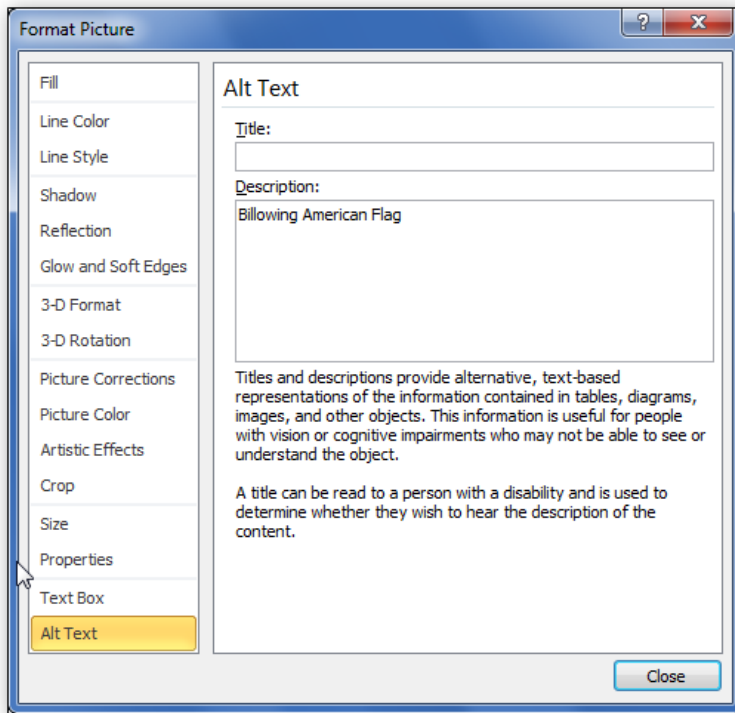 Format Picture
?
X
Fill
Line Color
Line Style
Shadow
Reflection
Glow and Soft Edges
3-D Format
3-D Rotation
Picture Corrections
Picture Color
Artistic Effects
Crop
Size
Properties
Text Box
Alt Text
Alt Text
Title:
Description:
Billowing American Flag
Titles and descriptions provide alternative, text-based
representations of the information contained in tables, diagrams,
images, and other objects. This information is useful for people
with vision or cognitive impairments who may not be able to see or
understand the object.
A title can be read to a person with a disability and is used to
determine whether they wish to hear the description of the
content.
Close